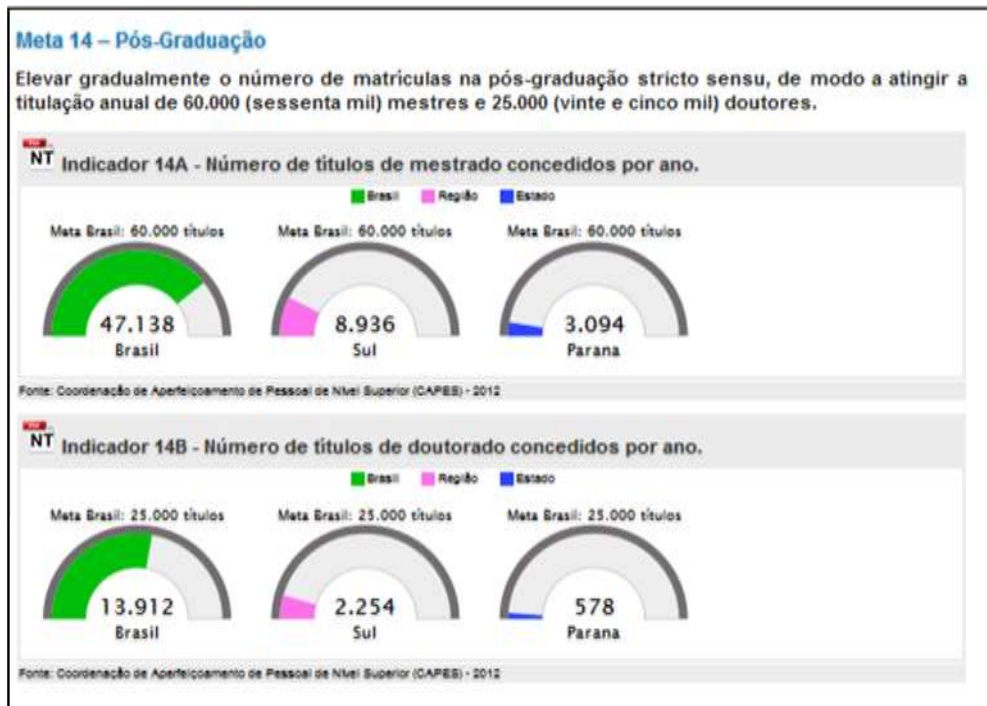 Meta 14 – Pós-Graduação
Elevar gradualmente o número de matrículas na pós-graduação stricto sensu, de modo a atingir a
titulação anual de 60.000 (sessenta mil) mestres e 25.000 (vinte e cinco mil) doutores.
NT Indicador 14A - Número de títulos de mestrado concedidos por ano.
Brasil Região Estado
Meta Brasil: 60.000 títulos Meta Brasil: 60.000 títulos Meta Brasil: 60.000 títulos
47.138 8.936 3.094
Brasil Sul Parana
Fonte: Coordenação de Aperfeiçoamento de Pessoal de Nível Superior (CAPES) - 2012
NT Indicador 14B - Número de títulos de doutorado concedidos por ano.
Brasil Região Estado
Meta Brasil: 25.000 títulos Meta Brasil: 25.000 títulos Meta Brasil: 25.000 títulos
13.912 2.254 578
Brasil Sul Parana
Fonte: Coordenação de Aperfeiçoamento de Pessoal de Nível Superior (CAPES) - 2012